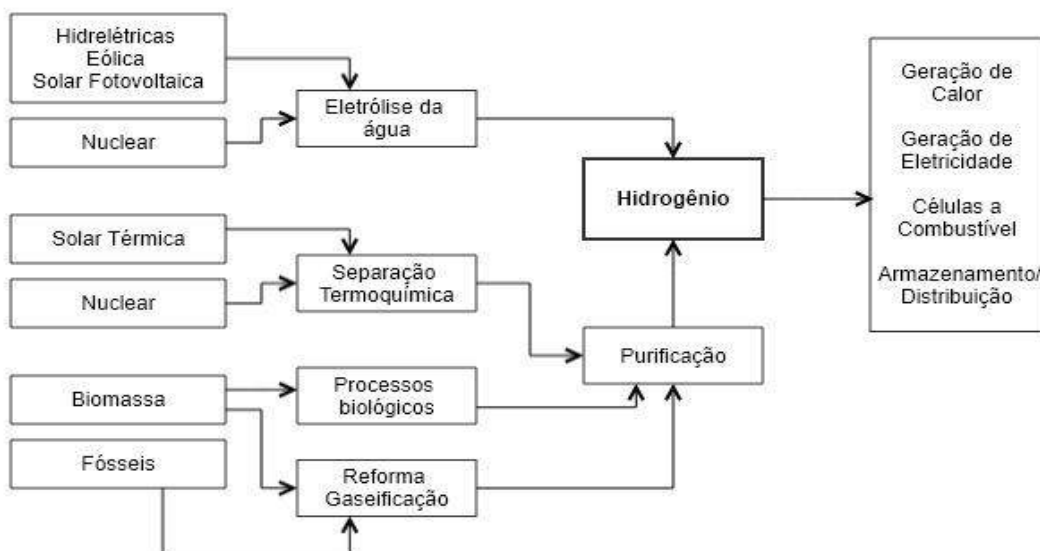 Hidrelétricas
Eólica
Solar Fotovoltaica
Nuclear
Eletrólise da
água
Solar Térmica
Nuclear
Separação
Termoquímica
Biomassa
Fósseis
Processos
biológicos
Reforma
Gaseificação
Purificação
Hidrogênio
Geração de
Calor
Geração de
Eletricidade
Células a
Combustível
Armazenamento/
Distribuição